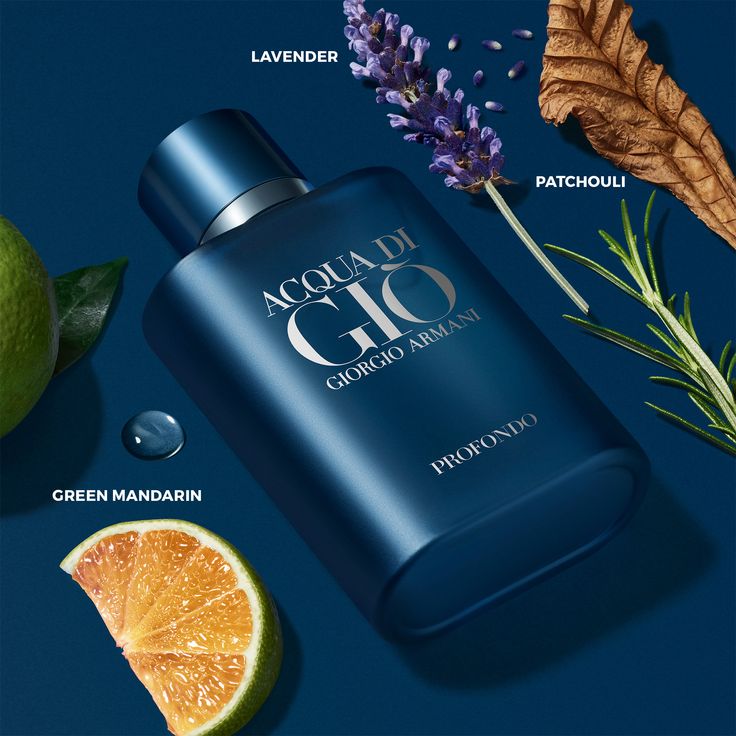 LAVENDER
PATCHOULI
ACQUA DI
GIÒ
GIORGIO ARMANI
PROFONDO
GREEN MANDARIN